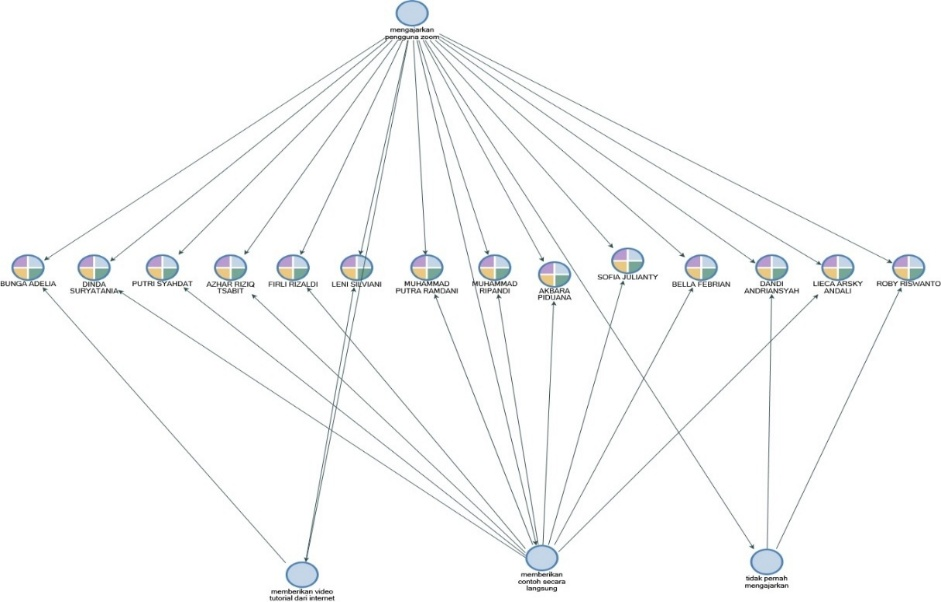 mengajarkan
pengguna zoom
BUNGA ADELIA
DINDA
SURYATANIA
PUTRI SYAHDAT
AZHAR RIZIQ
TSABIT
FIRLI RIZALDI
LENI SILVIANI
MUHAMMAD
PUTRA RAMDANI
MUHAMMAD
RIPANDI
AKBARA
PIDUANA
SOFIA JULIANTY
BELLA FEBRIAN
DANDI
ANDRIANSYAH
LIECA ARSKY
ANDALI
ROBY RISWANTO
memberikan video
tutorial dari internet
memberikan
contoh secara
langsung
tidak pernah
mengajarkan